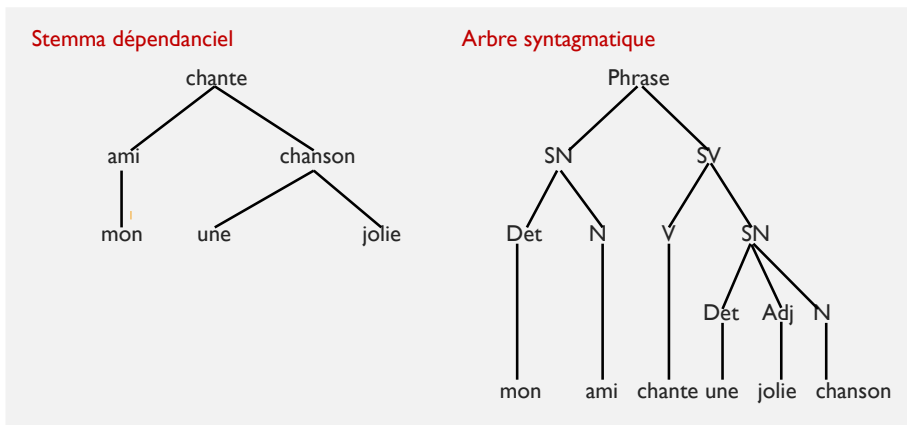 Stemma dépendanciel
chante
ami chanson
mon une jolie
Arbre syntagmatique
Phrase
SN SV
Det N V SN
Det Adj N
mon ami chante une jolie chanson